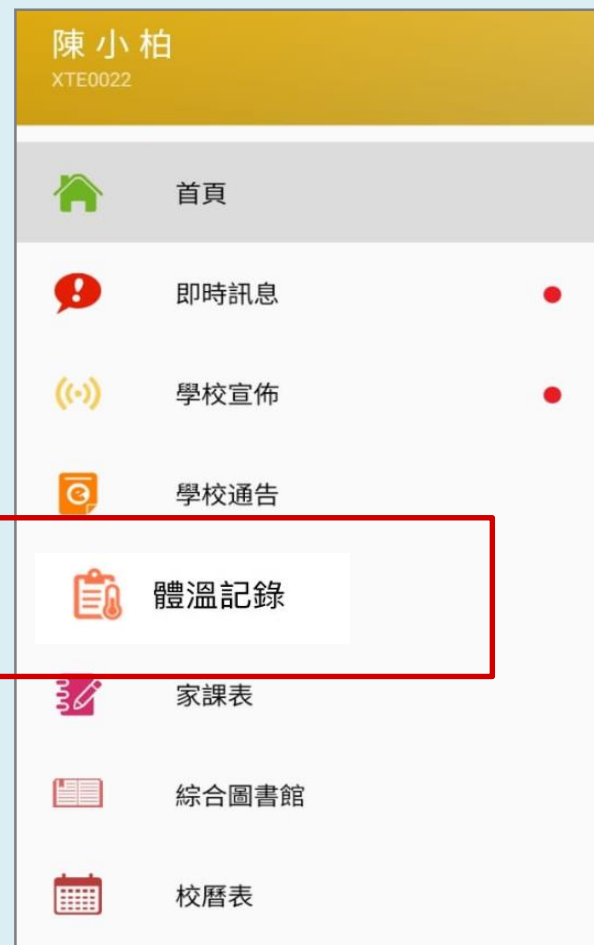 陳小柏
XTE0022
首頁
即時訊息
學校宣佈
學校通告
體溫記錄
家課表
綜合圖書館
校曆表